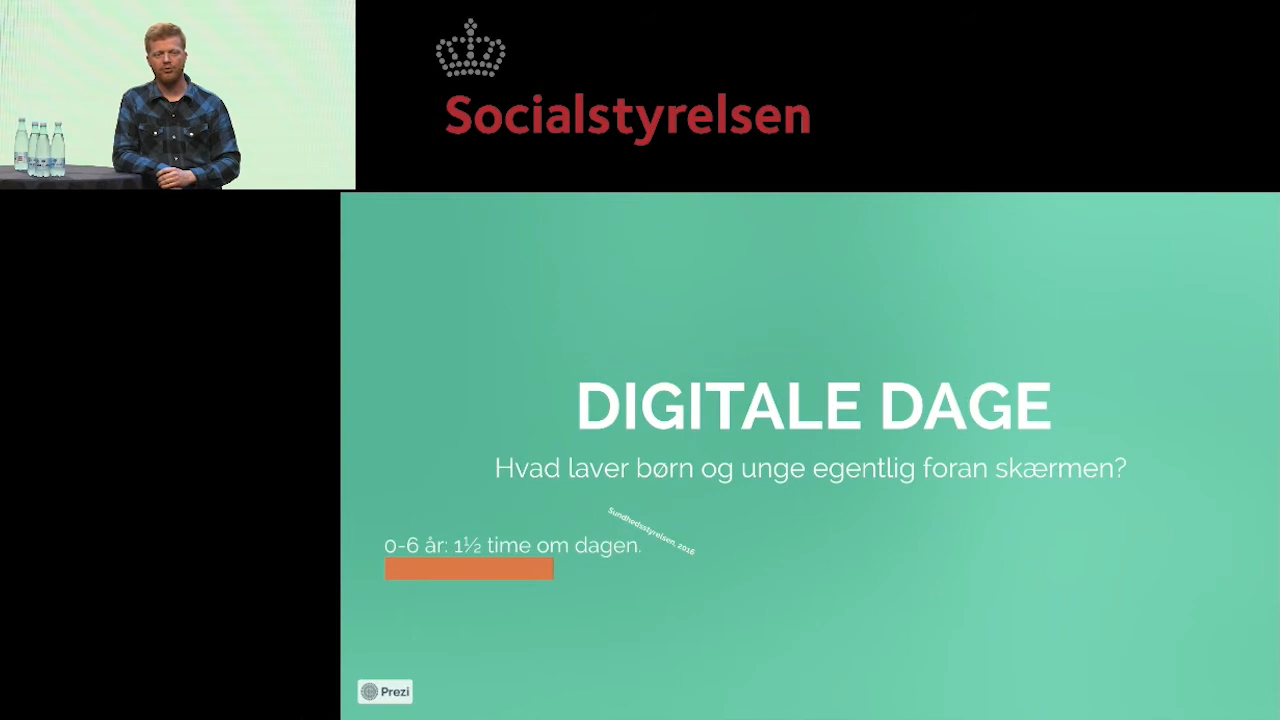 Socialstyrelsen
DIGITALE DAGE
Hvad laver børn og unge egentlig foran skærmen?
Sundhedsstyrelsen, 2016
0-6 år: 1½ time om dagen.
Prezi